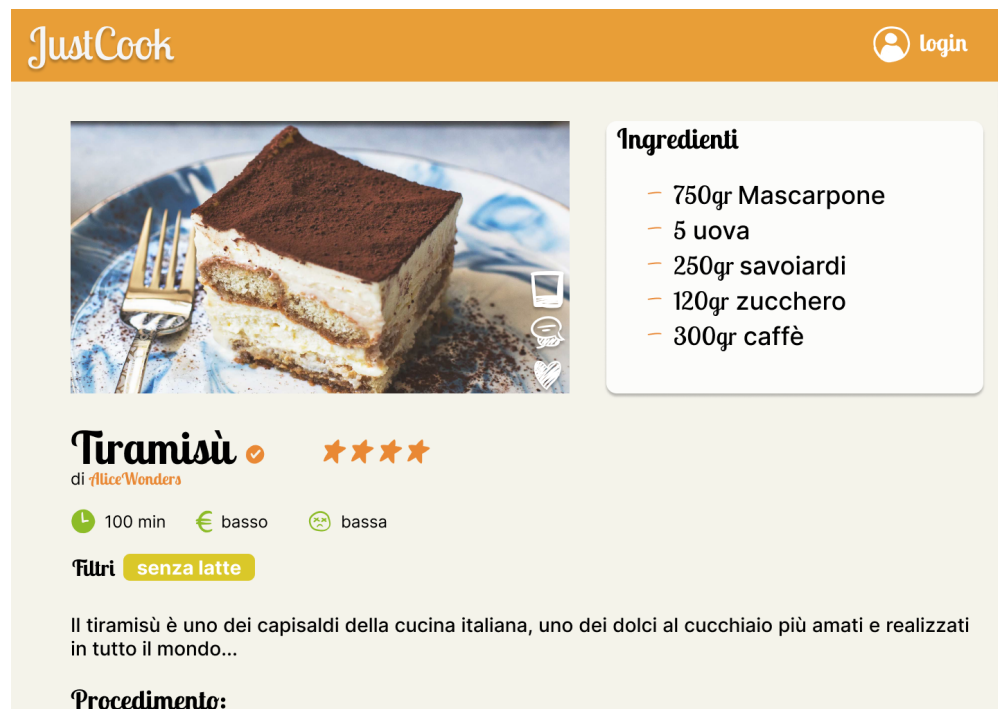 JustCook
login
Ingredienti
750gr Mascarpone
5 uova
250gr savoiardi
120gr zucchero
300gr caffè
Tiramisù
di AliceWonders
100 min
€ basso
bassa
Filtri senza latte
Il tiramisù è uno dei capisaldi della cucina italiana, uno dei dolci al cucchiaio più amati e realizzati
in tutto il mondo...
Procedimento: